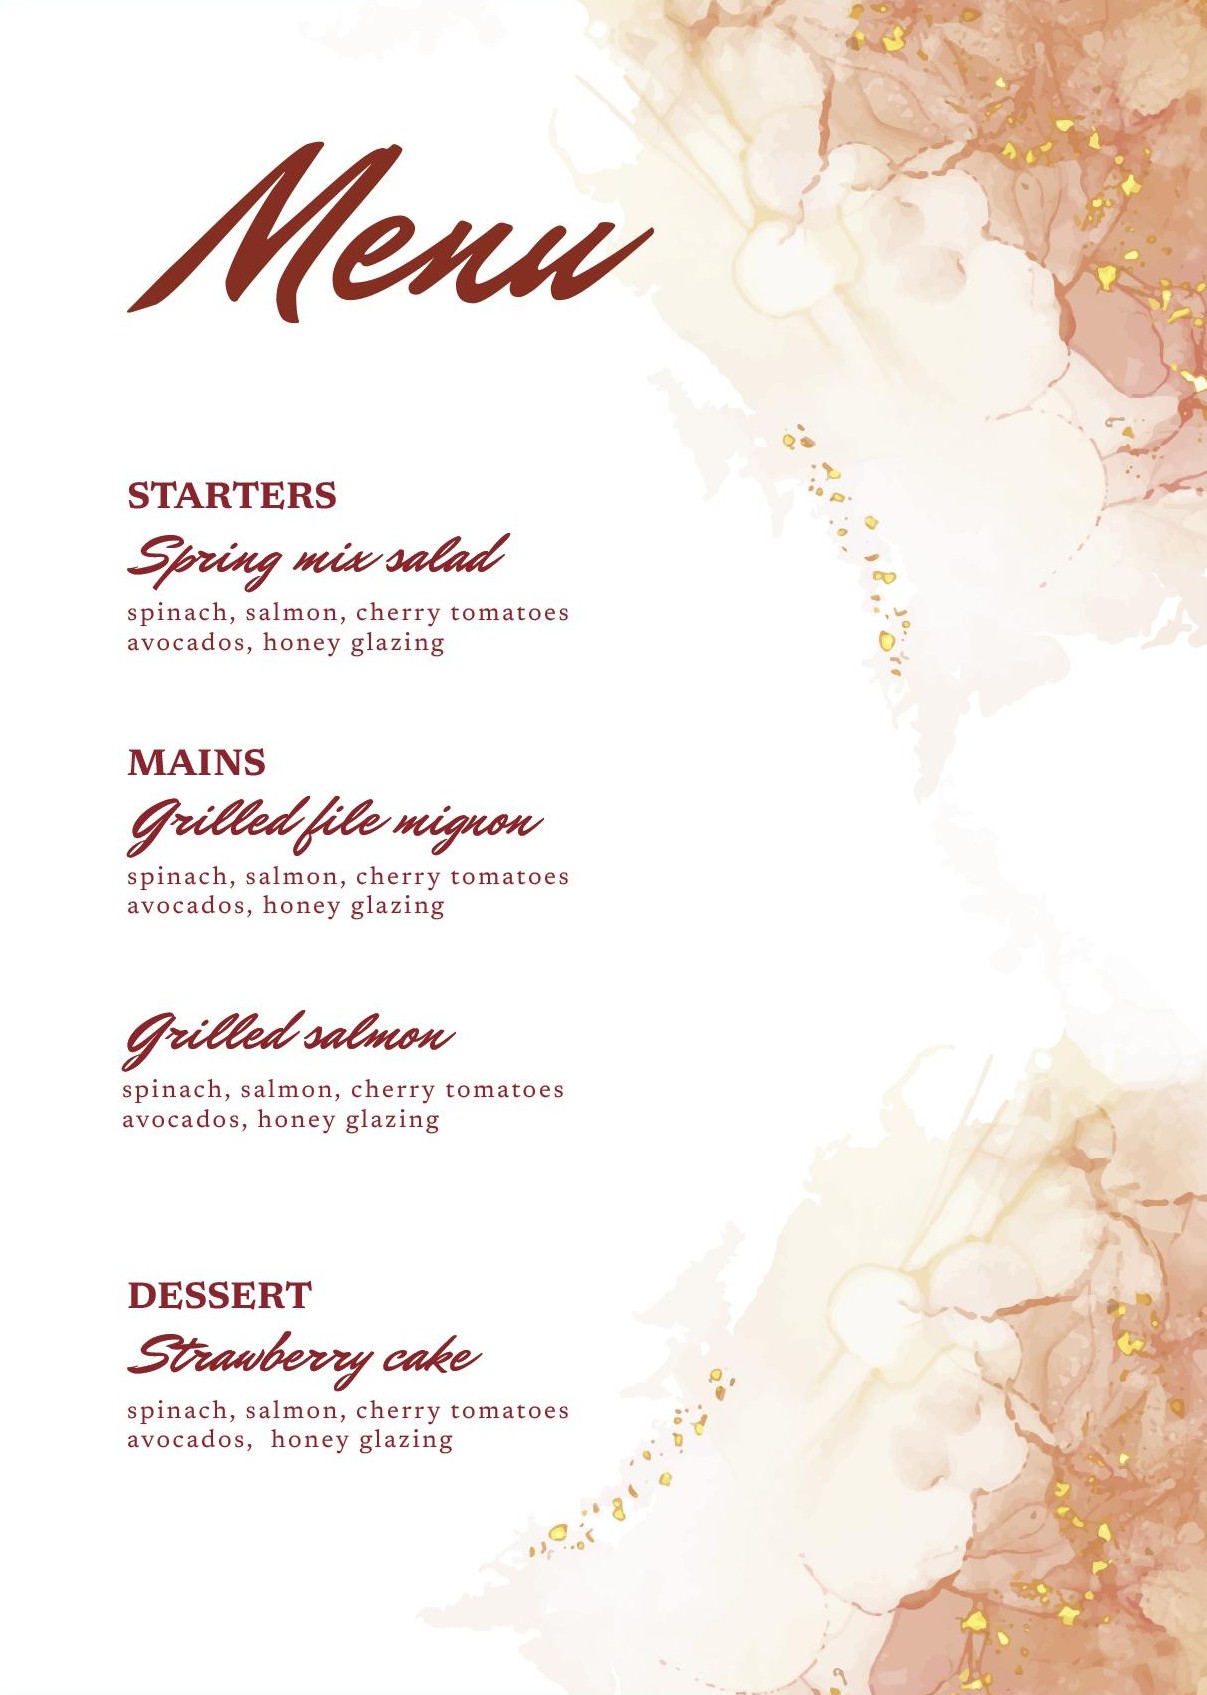 Menu
STARTERS
Spring mix salad
spinach, salmon, cherry tomatoes
avocados, honey glazing
MAINS
Grilled file mignon
spinach, salmon, cherry tomatoes
avocados, honey glazing
Grilled salmon
spinach, salmon, cherry tomatoes
avocados, honey glazing
DESSERT
Strawberry cake
spinach, salmon, cherry tomatoes
avocados,  honey glazing